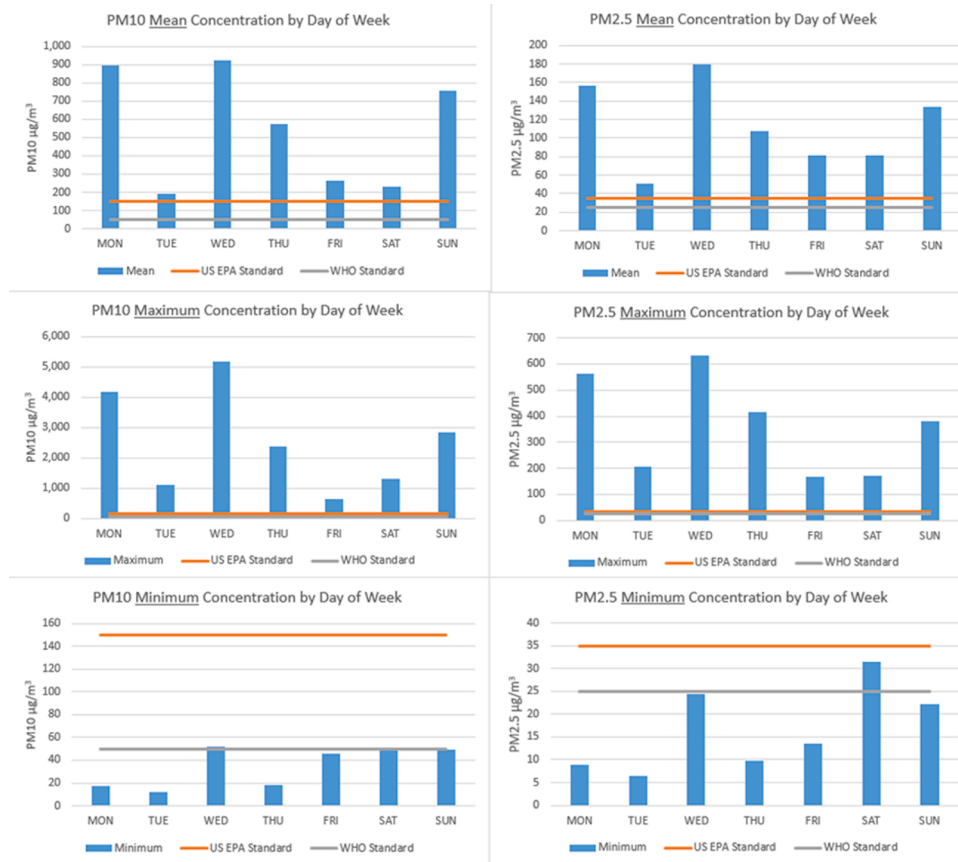 PM10 Mean Concentration by Day of Week
PM10 µg/m³
1,000
900
800
700
600
500
400
300
200
100
0
MON TUE WED THU FRI SAT SUN
Mean US EPA Standard WHO Standard
PM2.5 Mean Concentration by Day of Week
PM2.5 µg/m³
200
180
160
140
120
100
80
60
40
20
0
MON TUE WED THU FRI SAT SUN
Mean US EPA Standard WHO Standard
PM10 Maximum Concentration by Day of Week
PM10 µg/m³
6,000
5,000
4,000
3,000
2,000
1,000
0
MON TUE WED THU FRI SAT SUN
Maximum US EPA Standard WHO Standard
PM2.5 Maximum Concentration by Day of Week
PM2.5 µg/m³
700
600
500
400
300
200
100
0
MON TUE WED THU FRI SAT SUN
Maximum US EPA Standard WHO Standard
PM10 Minimum Concentration by Day of Week
PM10 µg/m³
160
140
120
100
80
60
40
20
0
MON TUE WED THU FRI SAT SUN
Minimum US EPA Standard WHO Standard
PM2.5 Minimum Concentration by Day of Week
PM2.5 µg/m³
40
35
30
25
20
15
10
5
0
MON TUE WED THU FRI SAT SUN
Minimum US EPA Standard WHO Standard